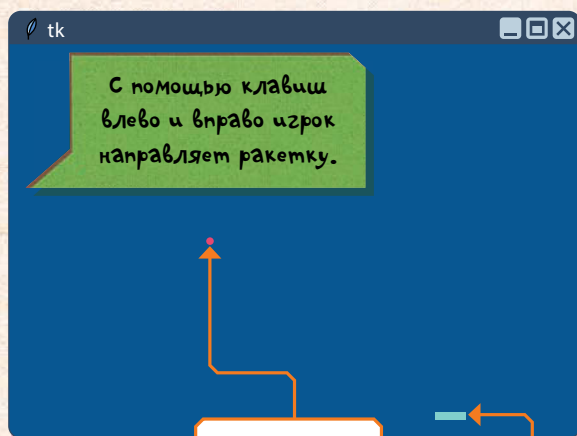 tk
С помощью клавиш
влево и вправо игрок
направляет ракетку.